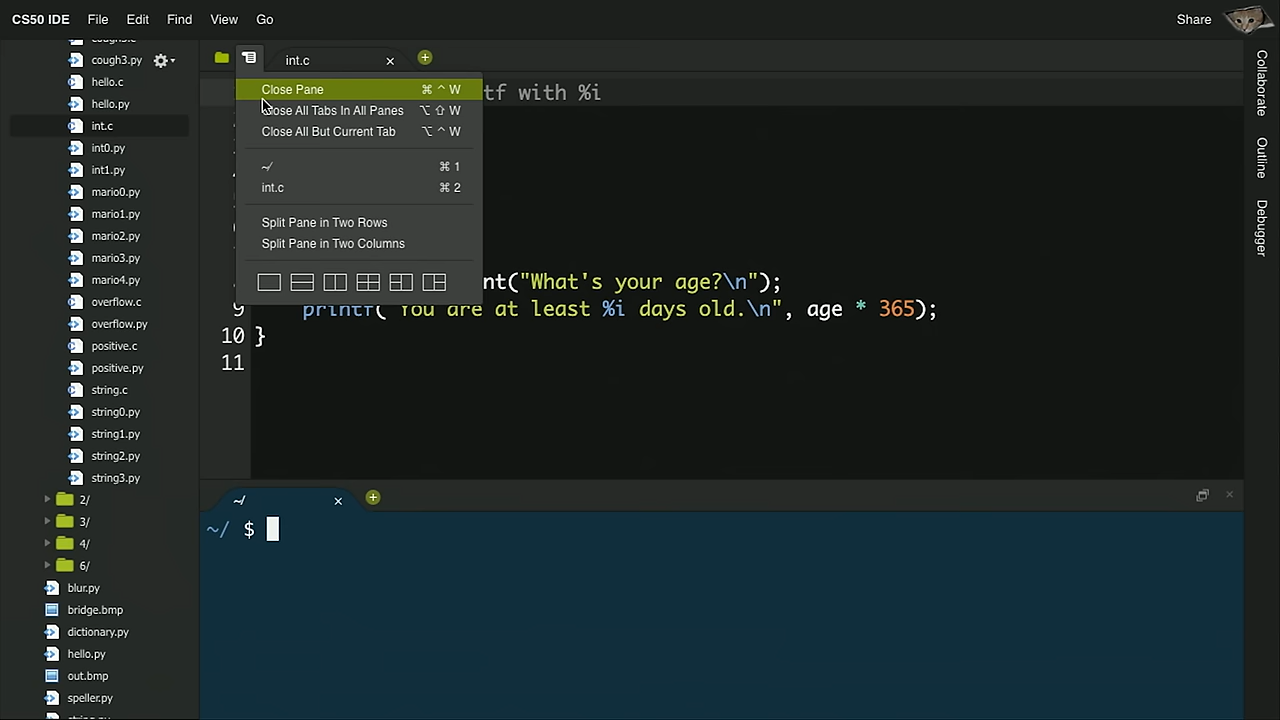 CS50 IDE File Edit Find View Go Share
cough3.py
hello.c
hello.py
int.c
int0.py
int1.py
mario0.py
mario1.py
mario2.py
mario3.py
mario4.py
overflow.c
overflow.py
positive.c
positive.py
string.c
string0.py
string1.py
string2.py
string3.py
2/
3/
4/
6/
blur.py
bridge.bmp
dictionary.py
hello.py
out.bmp
speller.py
int.c
Close Pane ⌘ ^ W
Close All Tabs In All Panes ⌥ ⇧ W
Close All But Current Tab ⌥ ^ W
~/ ⌘ 1
int.c ⌘ 2
Split Pane in Two Rows
Split Pane in Two Columns
tf with %i
nt("What's your age?\n");
9 printf("You are at least %i days old.\n", age * 365);
10 }
11
~/
~/ $
Collaborate
Outline
Debugger